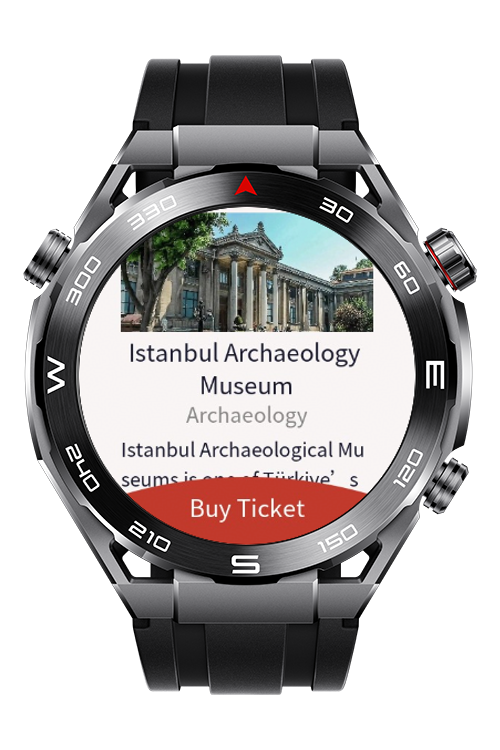 330
30
300
60
W
E
240
120
210
150
S
Istanbul Archaeology
Museum
Archaeology
Istanbul Archaeological Mu
seums is one of Türkiye’s
Buy Ticket